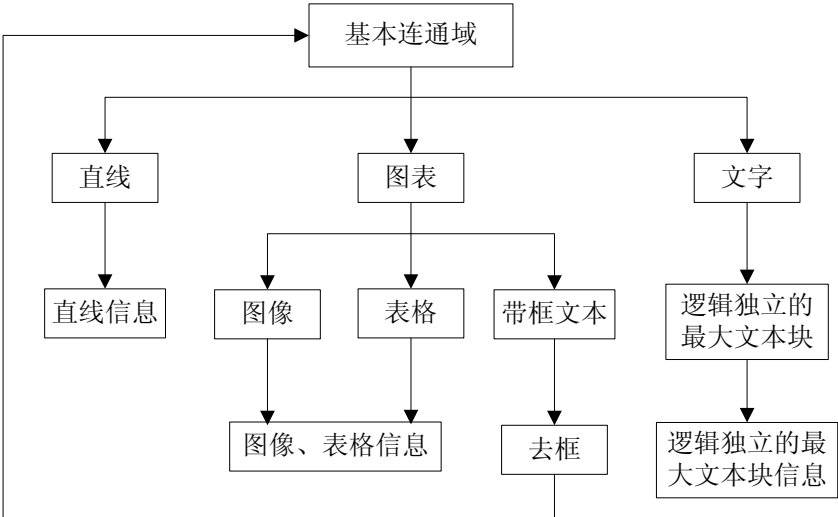 基本连通域
直线
图表
文字
直线信息
图像
表格
带框文本
逻辑独立的
最大文本块
图像、表格信息
去框
逻辑独立的最
大文本块信息